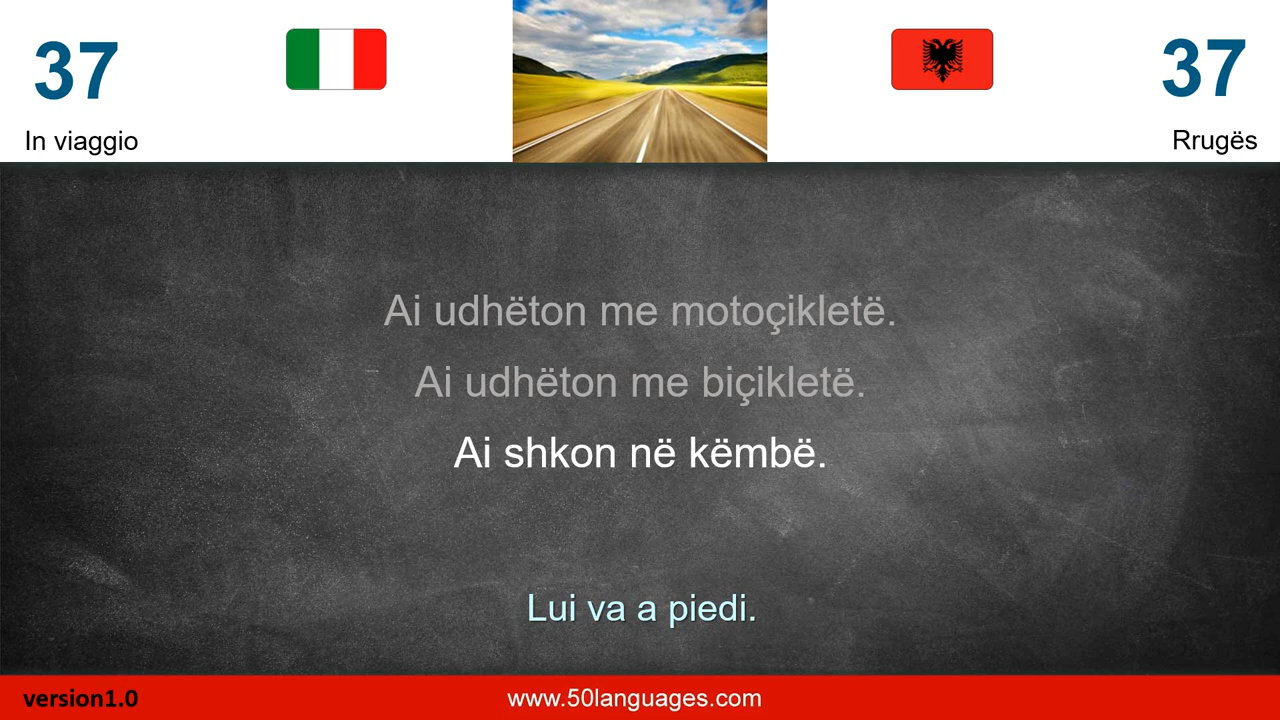 37
37
In viaggio
Rrugës
Ai udhëton me motoçikletë.
Ai udhëton me biçikletë.
Ai shkon në këmbë.
Lui va a piedi.
version1.0
www.50languages.com